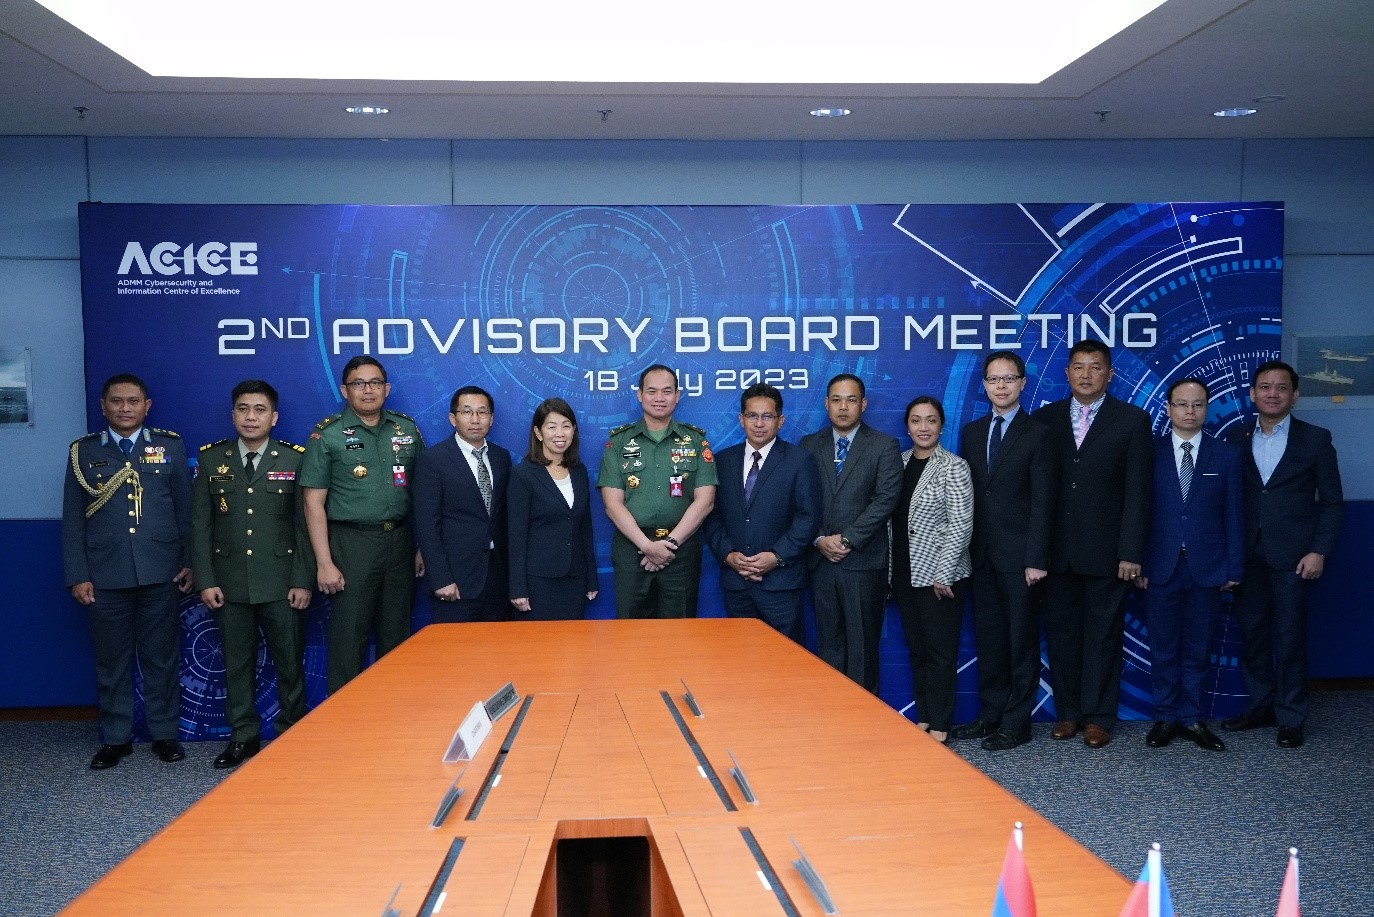 ACICE
ADMM Cybersecurity and
Information Centre of Excellence
2ND ADVISORY BOARD MEETING
18 July 2023